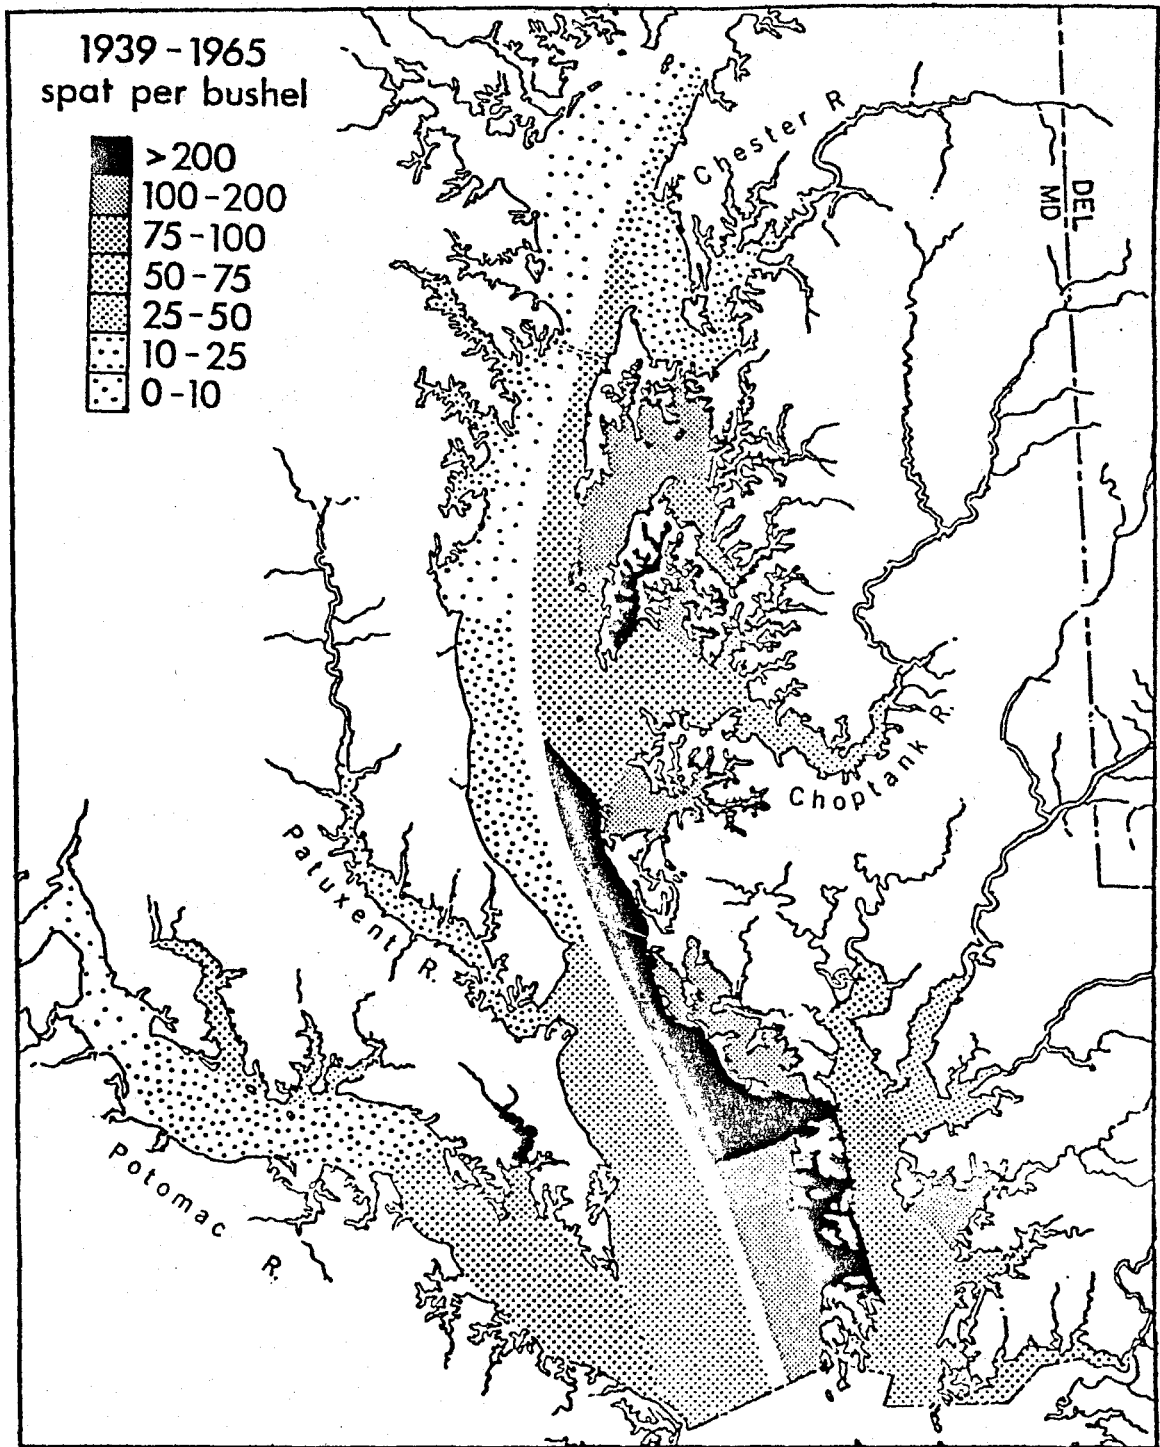 1939-1965
spat per bushel
>200
100-200
75-100
50-75
25-50
10-25
0-10
Chester R
DEL
MD
Choptank R.
Patuxent R.
Potomac R.